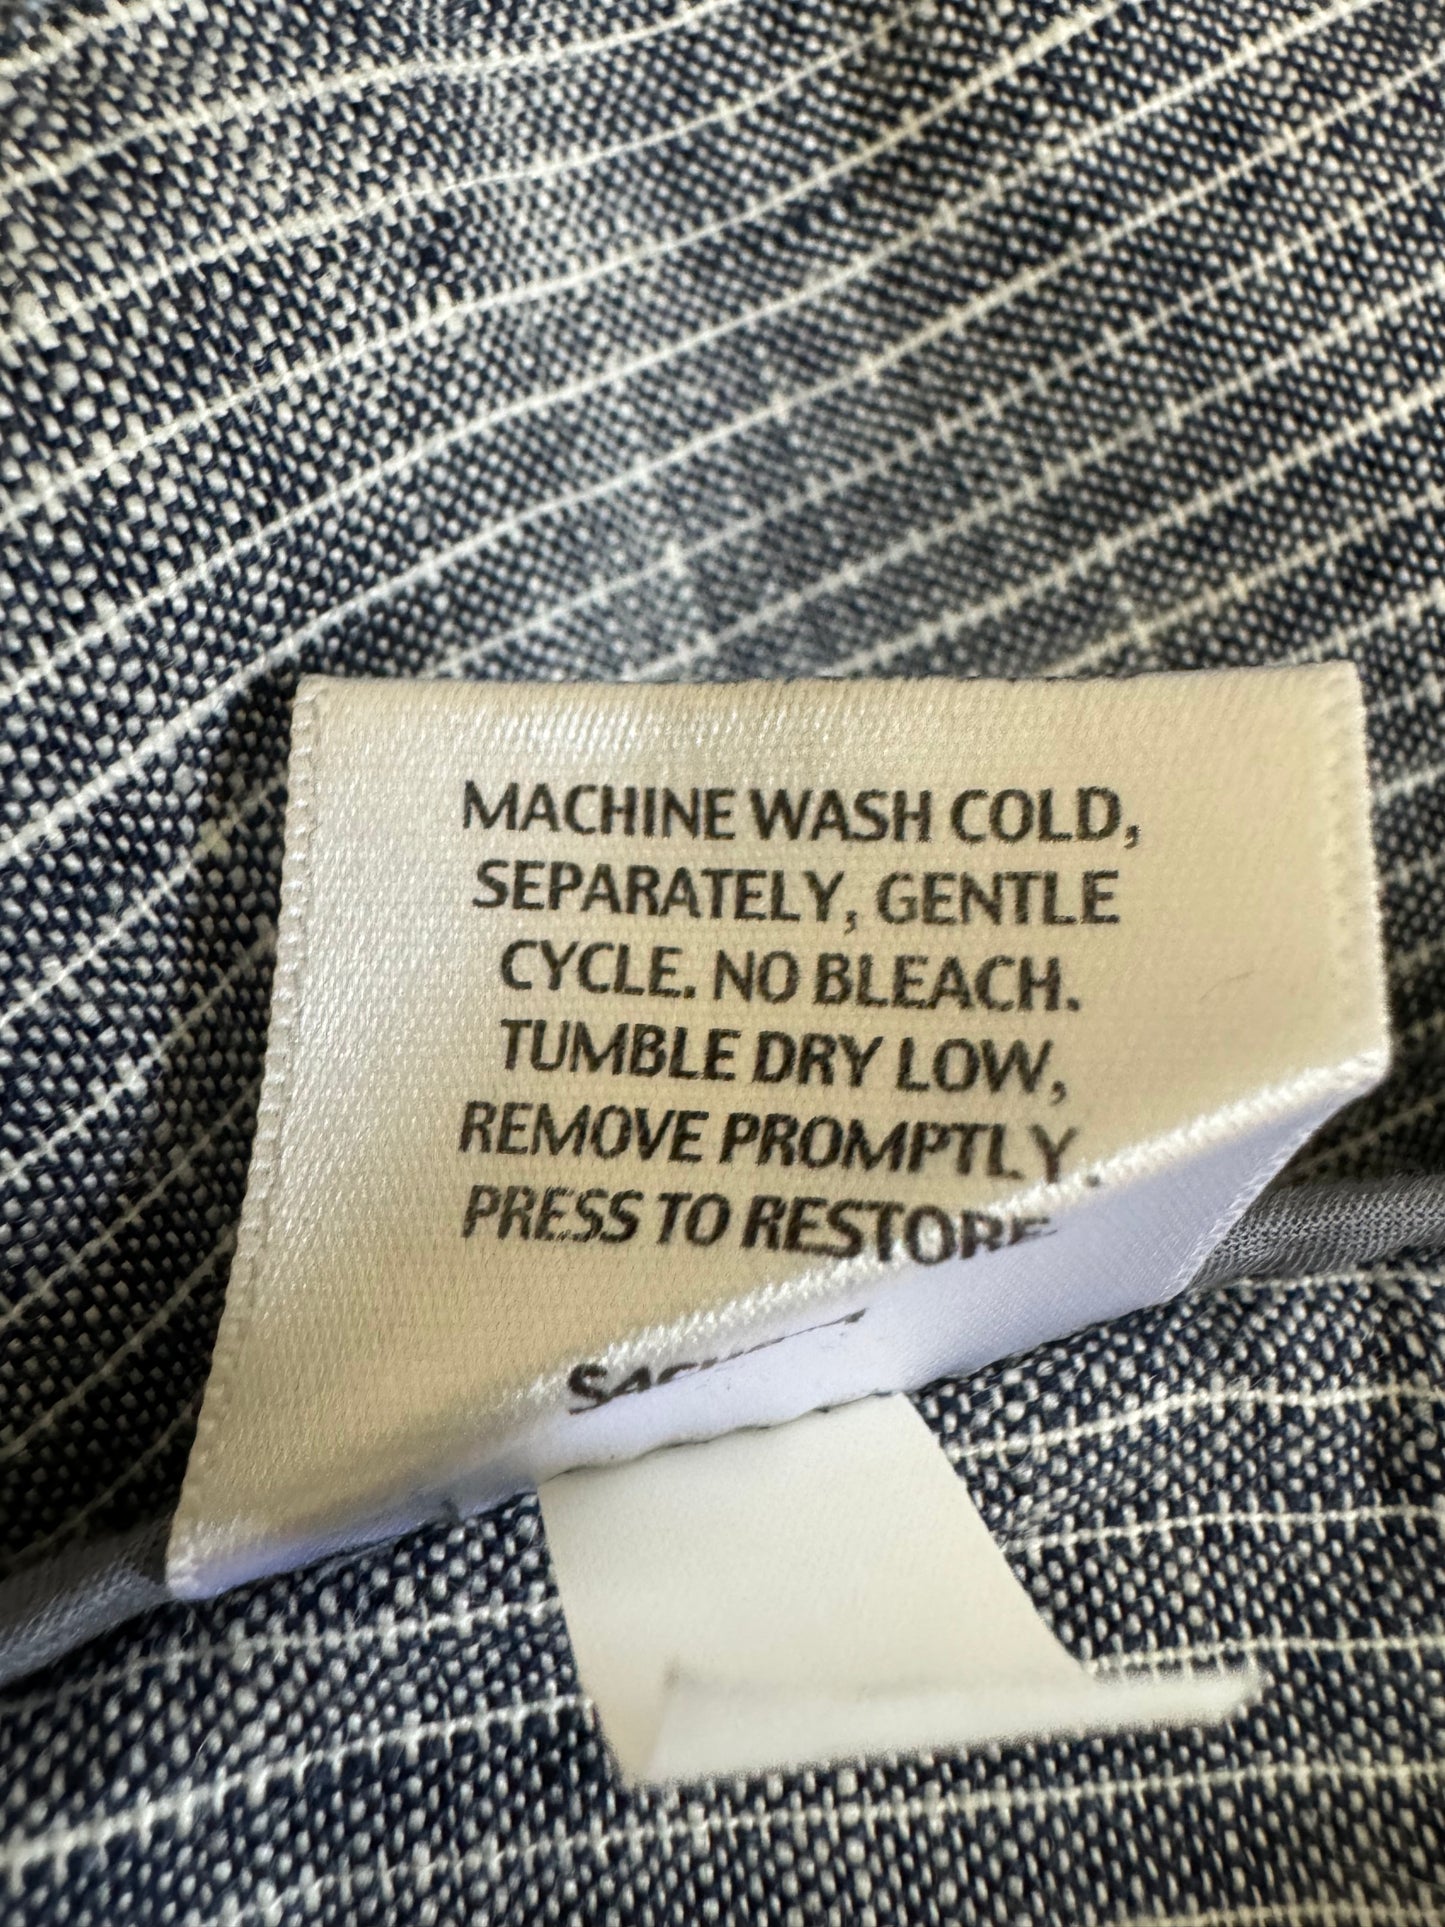 MACHINE WASH COLD,
SEPARATELY, GENTLE
CYCLE. NO BLEACH.
TUMBLE DRY LOW,
REMOVE PROMPTLY.
PRESS TO RESTORE